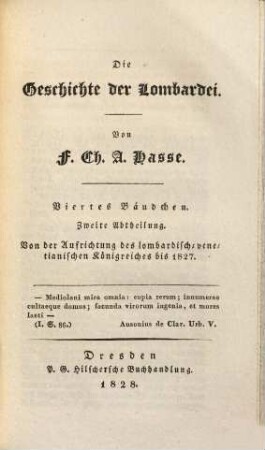 Die
Geschichte der Lombardei.
Von
F. Ch. A. Hasse.
Viertes Bändchen.
Zweite Abtheilung.
Von der Aufrichtung des lombardisch-vene-
tianischen Königreiches bis 1827.
— Mediolani mira omnia: copia rerum; innumerae
cultaeque domus; facunda virorum ingenia, et mores
laeti —
(I. S. 86.) Ausonius de Clar. Urb. V.
Dresden
P. G. Hilschersche Buchhandlung.
1828.